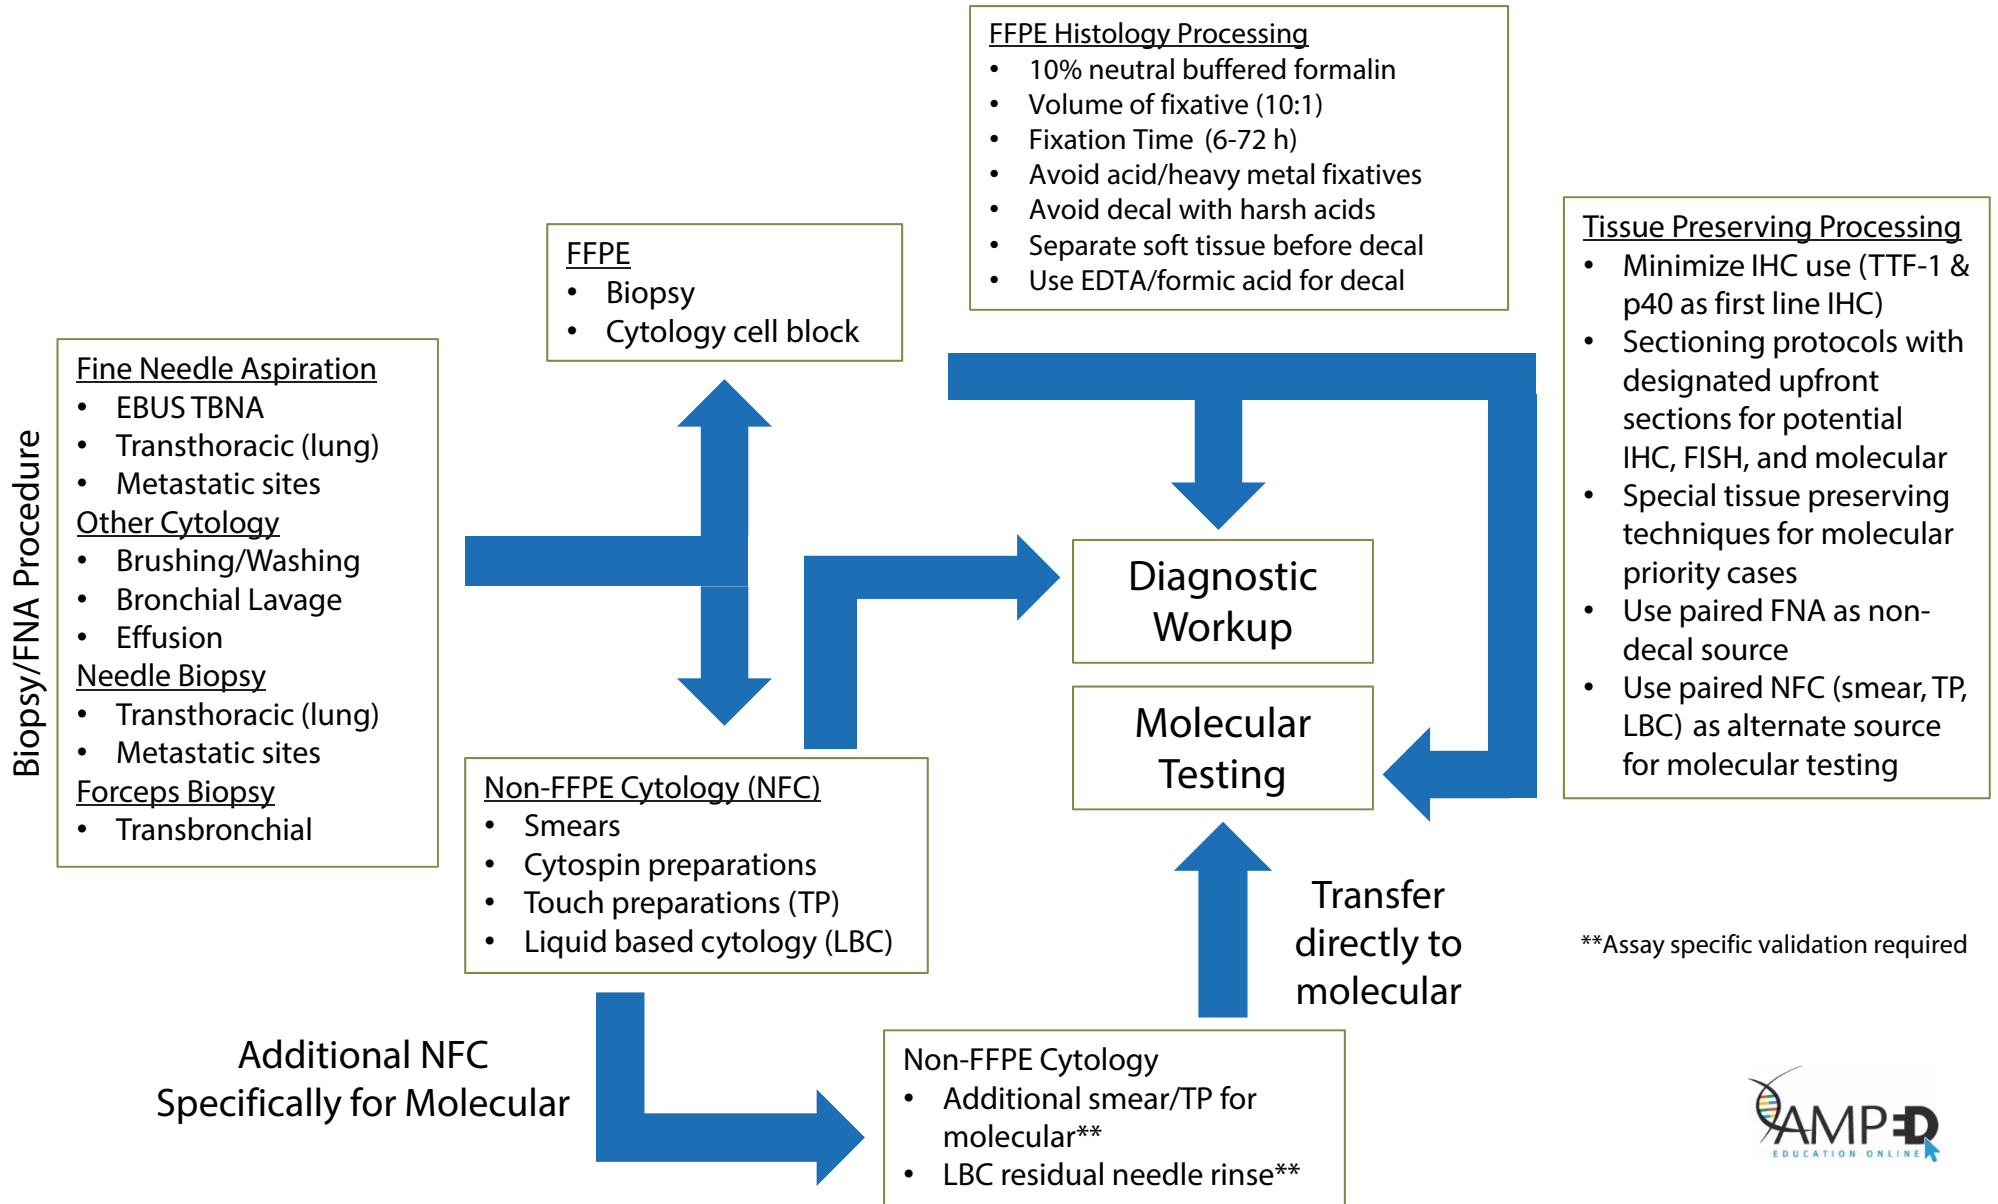 Biopsy/FNA Procedure
Fine Needle Aspiration
• EBUS TBNA
• Transthoracic (lung)
• Metastatic sites
Other Cytology
• Brushing/Washing
• Bronchial Lavage
• Effusion
Needle Biopsy
• Transthoracic (lung)
• Metastatic sites
Forceps Biopsy
• Transbronchial
FFPE
• Biopsy
• Cytology cell block
FFPE Histology Processing
• 10% neutral buffered formalin
• Volume of fixative (10:1)
• Fixation Time (6-72 h)
• Avoid acid/heavy metal fixatives
• Avoid decal with harsh acids
• Separate soft tissue before decal
• Use EDTA/formic acid for decal
Tissue Preserving Processing
• Minimize IHC use (TTF-1 &
p40 as first line IHC)
• Sectioning protocols with
designated upfront
sections for potential
IHC, FISH, and molecular
• Special tissue preserving
techniques for molecular
priority cases
• Use paired FNA as non-
decal source
• Use paired NFC (smear, TP,
LBC) as alternate source
for molecular testing
Diagnostic
Workup
Molecular
Testing
Non-FFPE Cytology (NFC)
• Smears
• Cytospin preparations
• Touch preparations (TP)
• Liquid based cytology (LBC)
Transfer
directly to
molecular
**Assay specific validation required
Additional NFC
Specifically for Molecular
Non-FFPE Cytology
• Additional smear/TP for
molecular**
• LBC residual needle rinse**
AMPED
EDUCATION ONLINE